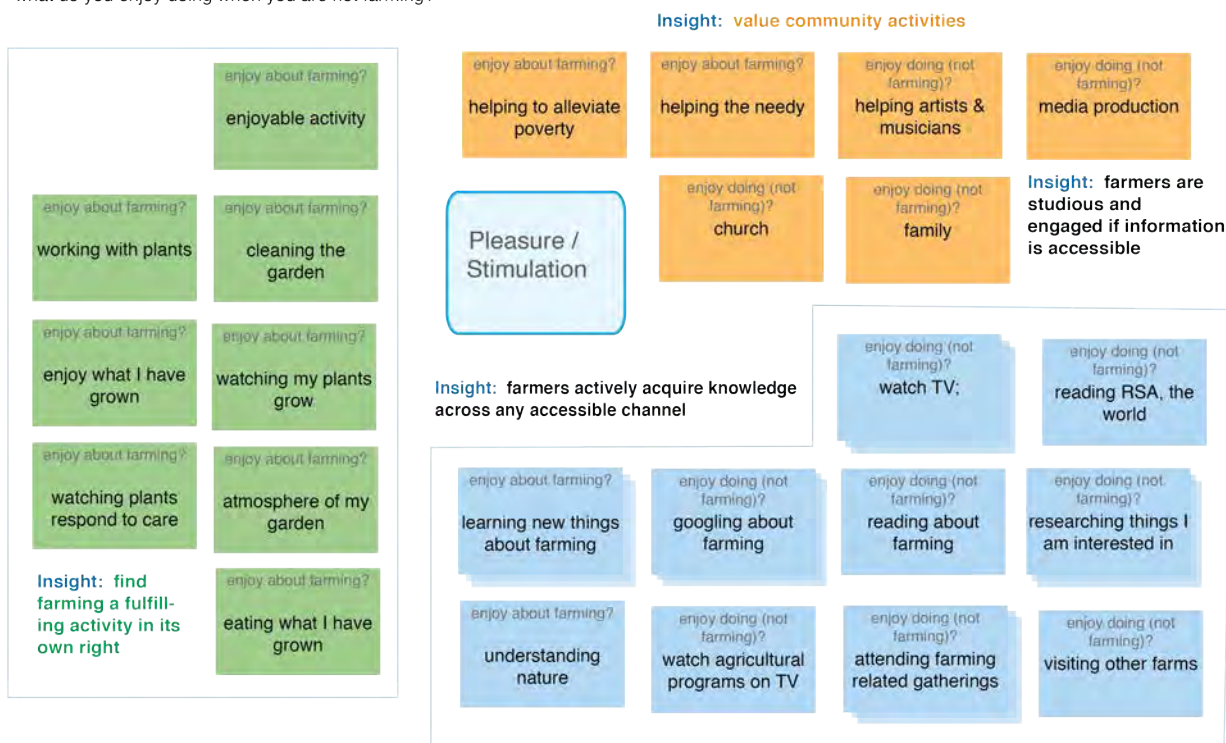 what do you enjoy doing when you are not farming?
enjoy about farming?
enjoyable activity
enjoy about farming?
working with plants
enjoy about farming?
cleaning the
garden
enjoy about farming?
enjoy what I have
grown
enjoy about farming?
watching my plants
grow
enjoy about farming?
watching plants
respond to care
enjoy about farming?
atmosphere of my
garden
Insight: find
farming a fulfill-
ing activity in its
own right
enjoy about farming?
eating what I have
grown
Insight: value community activities
enjoy about farming?
helping to alleviate
poverty
enjoy about farming?
helping the needy
enjoy doing (not
farming)?
helping artists &
musicians
enjoy doing (not
farming)?
media production
Pleasure /
Stimulation
enjoy doing (not
farming)?
church
enjoy doing (not
farming)?
family
Insight: farmers are
studious and
engaged if information
is accessible
Insight: farmers actively acquire knowledge
across any accessible channel
enjoy doing (not
farming)?
watch TV;
enjoy doing (not
farming)?
reading RSA, the
world
enjoy about farming?
learning new things
about farming
enjoy doing (not
farming)?
googling about
farming
enjoy doing (not
farming)?
reading about
farming
enjoy doing (not
farming)?
researching things I
am interested in
enjoy about farming?
understanding
nature
enjoy doing (not
farming)?
watch agricultural
programs on TV
enjoy doing (not
farming)?
attending farming
related gatherings
enjoy doing (not
farming)?
visiting other farms